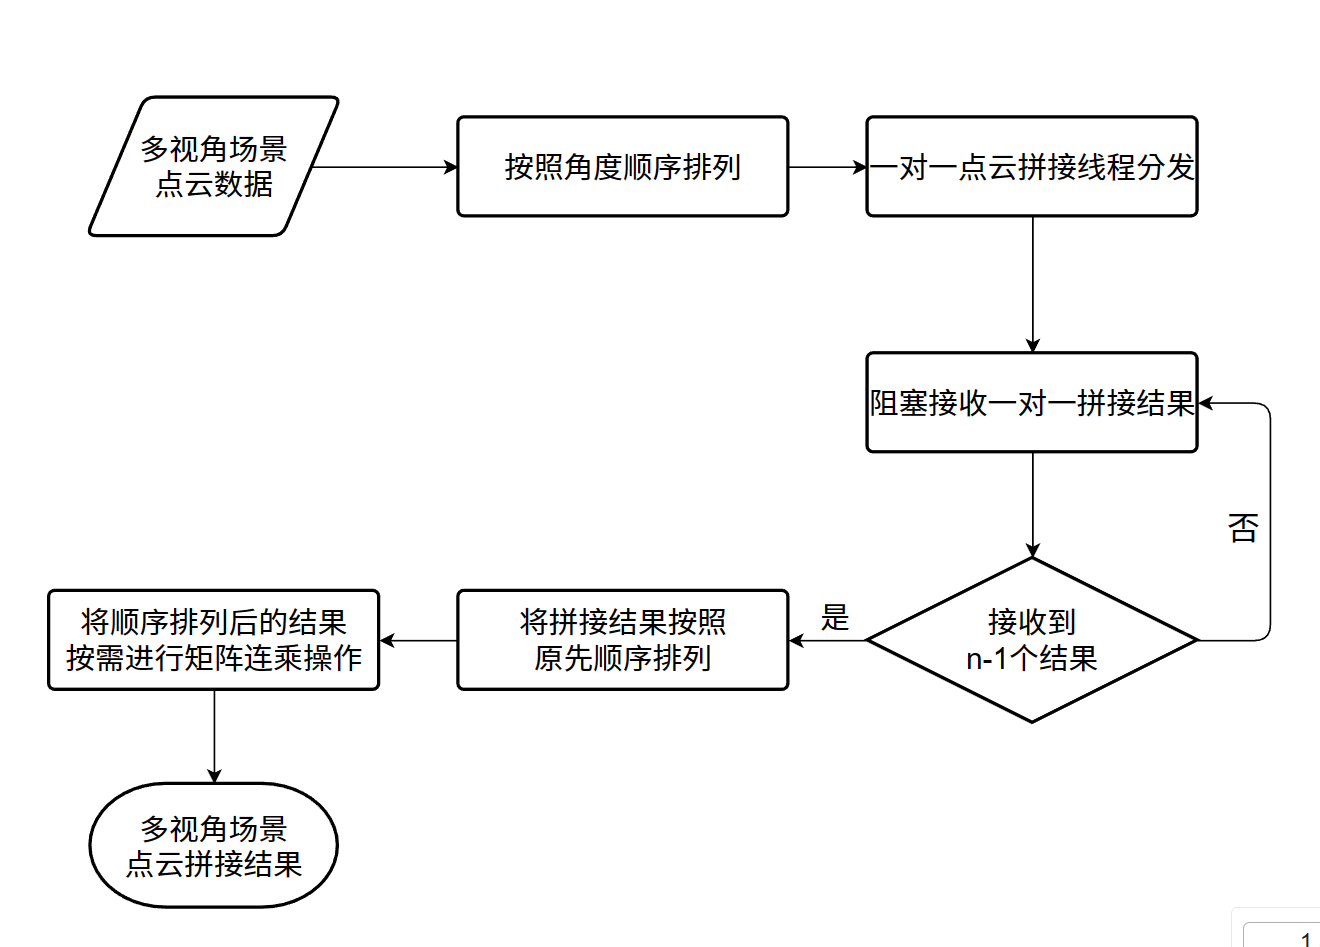 多视角场景
点云数据
按照角度顺序排列
一对一点云拼接线程分发
阻塞接收一对一拼接结果
否
接收到
n-1个结果
是
将拼接结果按照
原先顺序排列
将顺序排列后的结果
按需进行矩阵连乘操作
多视角场景
点云拼接结果
1